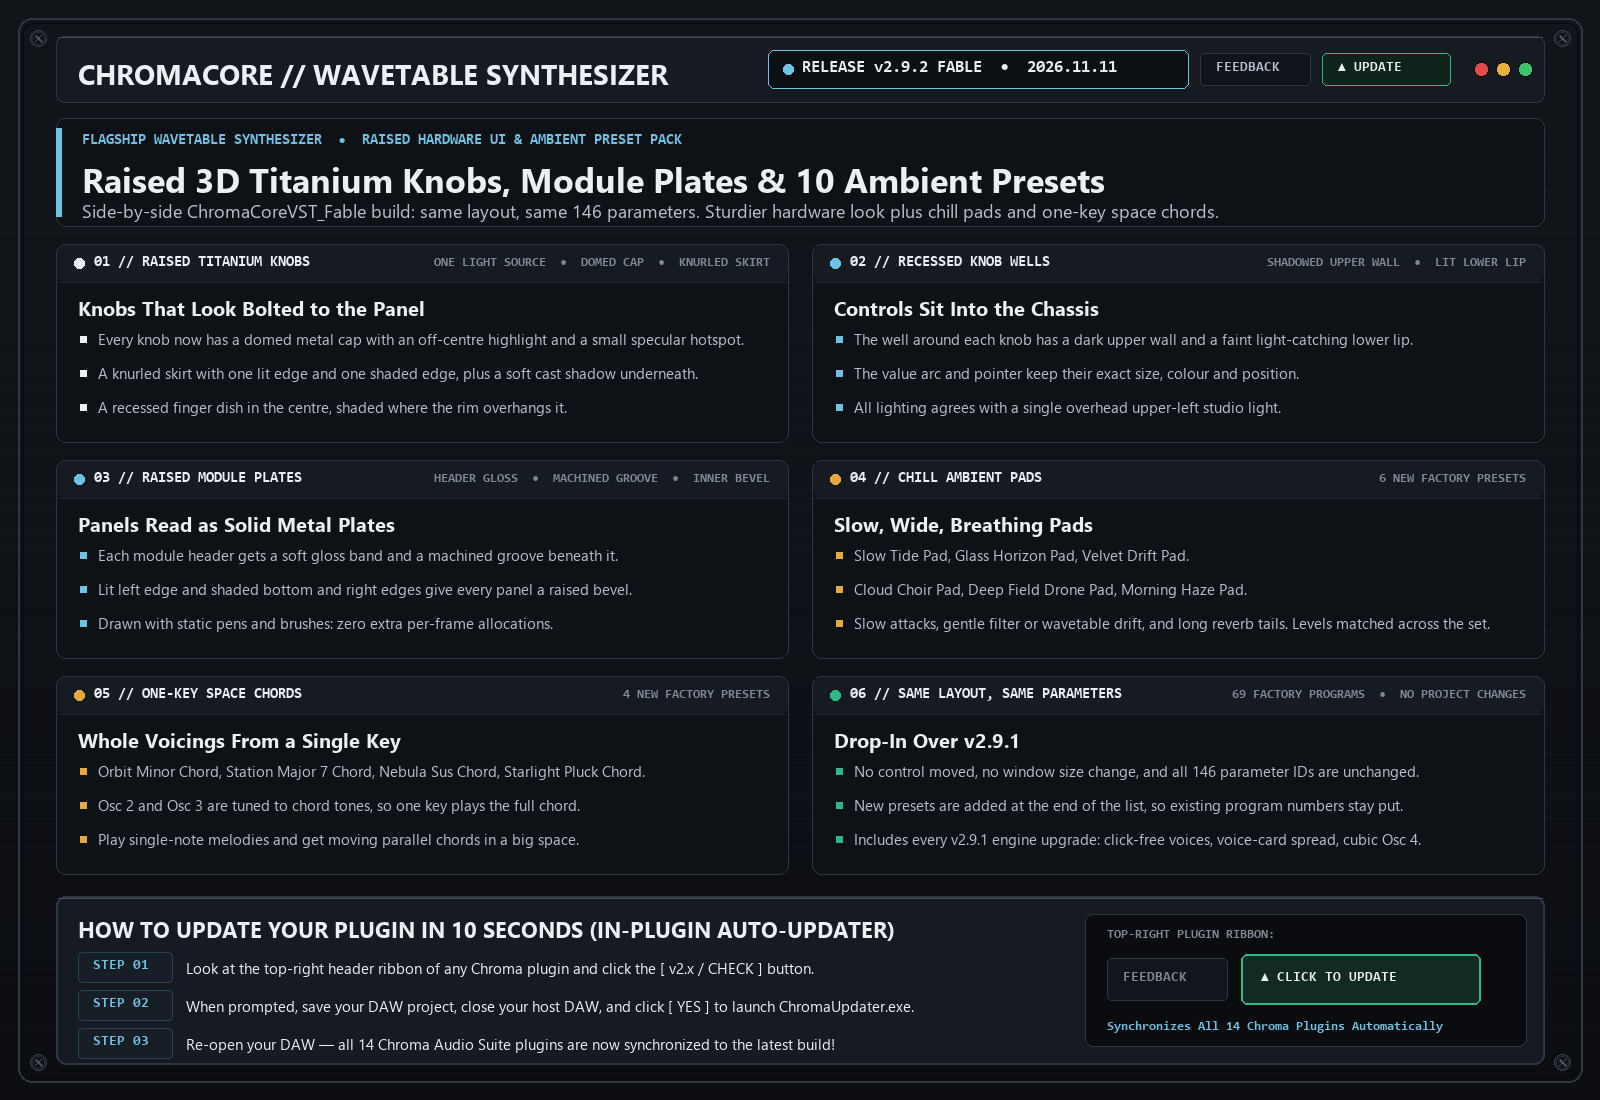 CHROMACORE // WAVETABLE SYNTHESIZER
RELEASE v2.9.2 FABLE • 2026.11.11
FEEDBACK
▲ UPDATE
FLAGSHIP WAVETABLE SYNTHESIZER • RAISED HARDWARE UI & AMBIENT PRESET PACK
Raised 3D Titanium Knobs, Module Plates & 10 Ambient Presets
Side-by-side ChromaCoreVST_Fable build: same layout, same 146 parameters. Sturdier hardware look plus chill pads and one-key space chords.
01 // RAISED TITANIUM KNOBS
ONE LIGHT SOURCE • DOMED CAP • KNURLED SKIRT
Knobs That Look Bolted to the Panel
Every knob now has a domed metal cap with an off-centre highlight and a small specular hotspot.
A knurled skirt with one lit edge and one shaded edge, plus a soft cast shadow underneath.
A recessed finger dish in the centre, shaded where the rim overhangs it.
02 // RECESSED KNOB WELLS
SHADOWED UPPER WALL • LIT LOWER LIP
Controls Sit Into the Chassis
The well around each knob has a dark upper wall and a faint light-catching lower lip.
The value arc and pointer keep their exact size, colour and position.
All lighting agrees with a single overhead upper-left studio light.
03 // RAISED MODULE PLATES
HEADER GLOSS • MACHINED GROOVE • INNER BEVEL
Panels Read as Solid Metal Plates
Each module header gets a soft gloss band and a machined groove beneath it.
Lit left edge and shaded bottom and right edges give every panel a raised bevel.
Drawn with static pens and brushes: zero extra per-frame allocations.
04 // CHILL AMBIENT PADS
6 NEW FACTORY PRESETS
Slow, Wide, Breathing Pads
Slow Tide Pad, Glass Horizon Pad, Velvet Drift Pad.
Cloud Choir Pad, Deep Field Drone Pad, Morning Haze Pad.
Slow attacks, gentle filter or wavetable drift, and long reverb tails. Levels matched across the set.
05 // ONE-KEY SPACE CHORDS
4 NEW FACTORY PRESETS
Whole Voicings From a Single Key
Orbit Minor Chord, Station Major 7 Chord, Nebula Sus Chord, Starlight Pluck Chord.
Osc 2 and Osc 3 are tuned to chord tones, so one key plays the full chord.
Play single-note melodies and get moving parallel chords in a big space.
06 // SAME LAYOUT, SAME PARAMETERS
69 FACTORY PROGRAMS • NO PROJECT CHANGES
Drop-In Over v2.9.1
No control moved, no window size change, and all 146 parameter IDs are unchanged.
New presets are added at the end of the list, so existing program numbers stay put.
Includes every v2.9.1 engine upgrade: click-free voices, voice-card spread, cubic Osc 4.
HOW TO UPDATE YOUR PLUGIN IN 10 SECONDS (IN-PLUGIN AUTO-UPDATER)
STEP 01
Look at the top-right header ribbon of any Chroma plugin and click the [ v2.x / CHECK ] button.
STEP 02
When prompted, save your DAW project, close your host DAW, and click [ YES ] to launch ChromaUpdater.exe.
STEP 03
Re-open your DAW — all 14 Chroma Audio Suite plugins are now synchronized to the latest build!
TOP-RIGHT PLUGIN RIBBON:
FEEDBACK
▲ CLICK TO UPDATE
Synchronizes All 14 Chroma Plugins Automatically